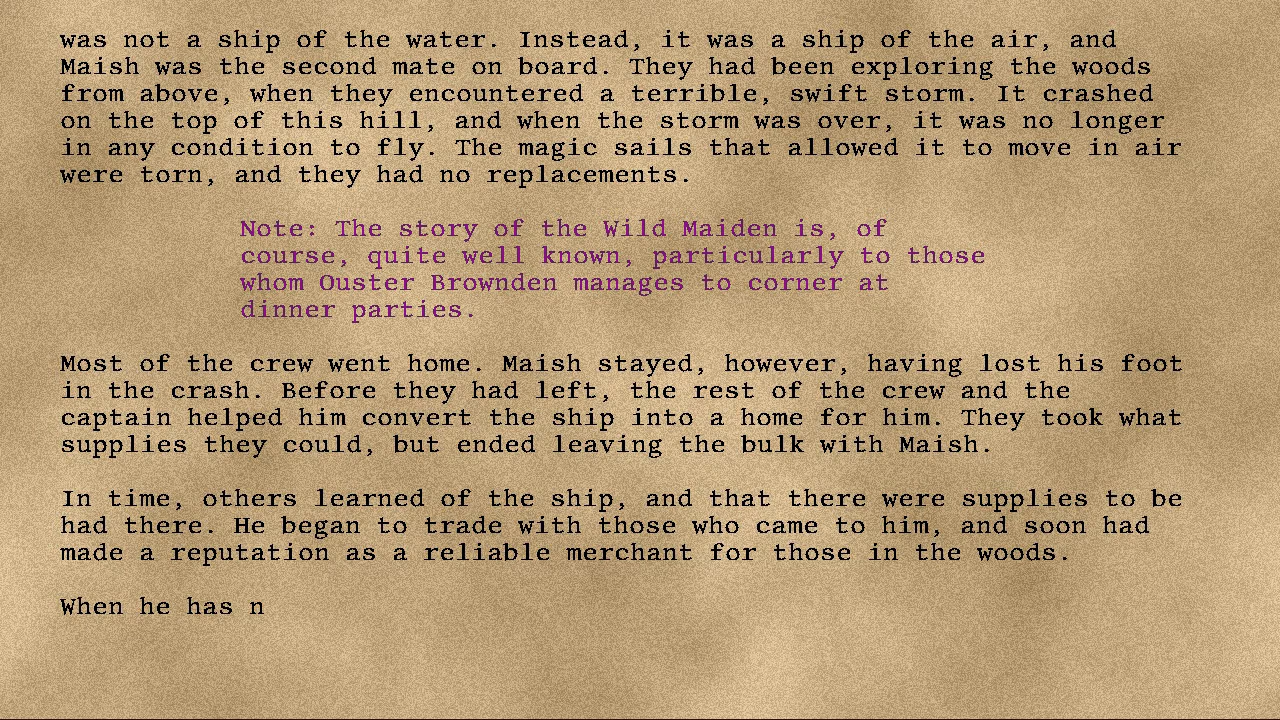 was not a ship of the water. Instead, it was a ship of the air, and
Maish was the second mate on board. They had been exploring the woods
from above, when they encountered a terrible, swift storm. It crashed
on the top of this hill, and when the storm was over, it was no longer
in any condition to fly. The magic sails that allowed it to move in air
were torn, and they had no replacements.
Note: The story of the Wild Maiden is, of
course, quite well known, particularly to those
whom Ouster Brownden manages to corner at
dinner parties.
Most of the crew went home. Maish stayed, however, having lost his foot
in the crash. Before they had left, the rest of the crew and the
captain helped him convert the ship into a home for him. They took what
supplies they could, but ended leaving the bulk with Maish.
In time, others learned of the ship, and that there were supplies to be
had there. He began to trade with those who came to him, and soon had
made a reputation as a reliable merchant for those in the woods.
When he has n